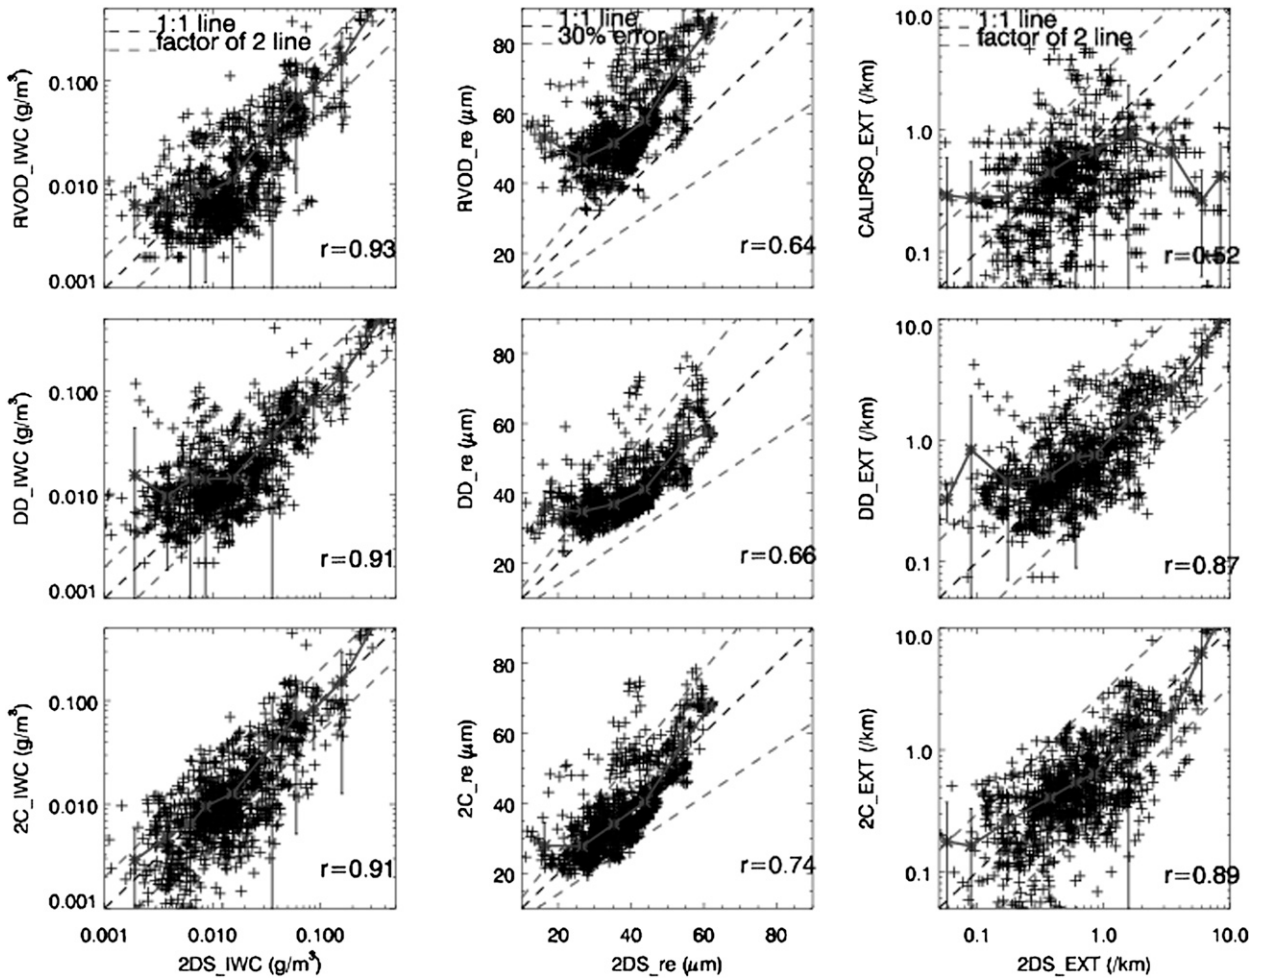 1:1 line
factor of 2 line
0.100
0.010
0.001
RVOD_IWC (g/m³)
r=0.93
1:1 line
30% error
80
60
40
20
RVOD_re (μm)
r=0.64
1:1 line
factor of 2 line
10.0
1.0
0.1
CALIPSO_EXT (/km)
r=0.52
0.100
0.010
0.001
DD_IWC (g/m³)
r=0.91
80
60
40
20
DD_re (μm)
r=0.66
10.0
1.0
0.1
DD_EXT (/km)
r=0.87
0.100
0.010
0.001
2C_IWC (g/m³)
r=0.91
0.001 0.010 0.100
2DS_IWC (g/m³)
80
60
40
20
2C_re (μm)
r=0.74
20 40 60 80
2DS_re (μm)
10.0
1.0
0.1
2C_EXT (/km)
r=0.89
0.1 1.0 10.0
2DS_EXT (/km)